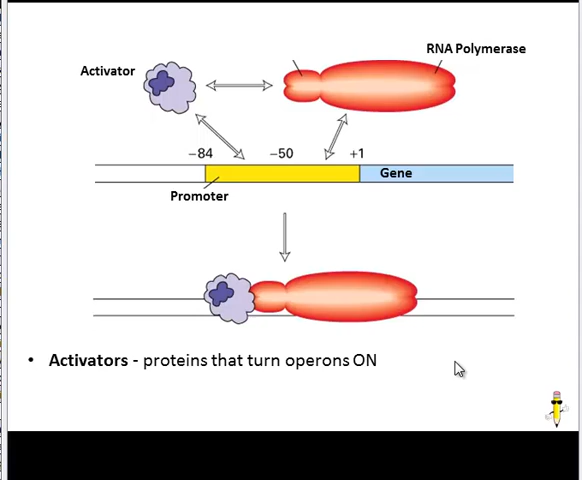 RNA Polymerase
Activator
−84 −50 +1
Gene
Promoter
• Activators - proteins that turn operons ON